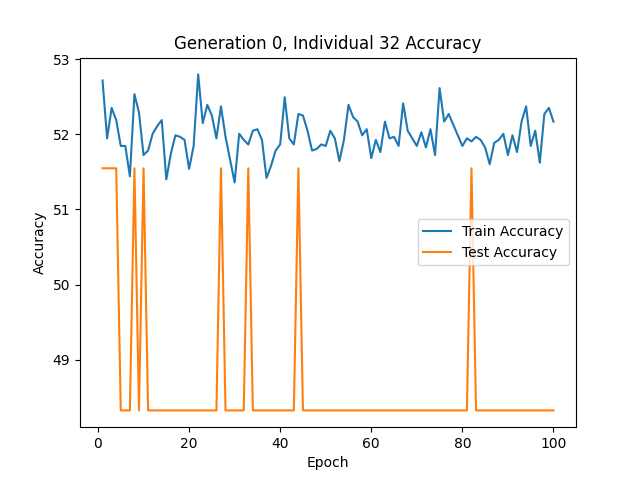 Generation 0, Individual 32 Accuracy
53
52
51
50
49
Accuracy
Train Accuracy
Test Accuracy
0 20 40 60 80 100
Epoch